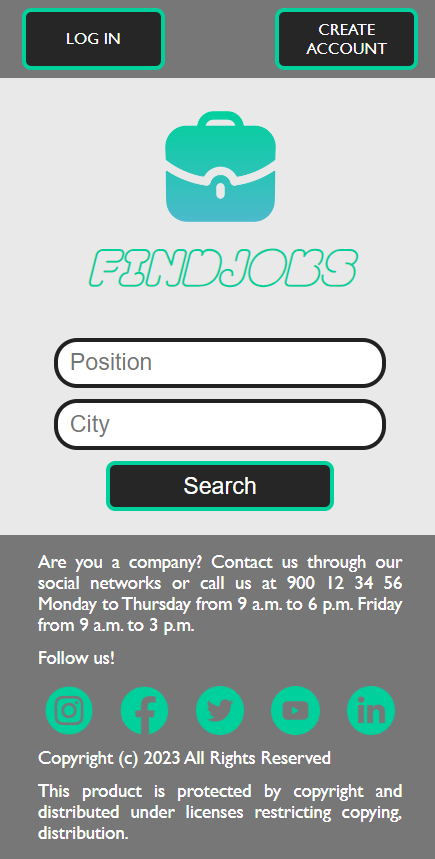 LOG IN
CREATE
ACCOUNT
FINDJOBS
Position
City
Search
Are you a company? Contact us through our
social networks or call us at 900 12 34 56
Monday to Thursday from 9 a.m. to 6 p.m. Friday
from 9 a.m. to 3 p.m.
Follow us!
in
Copyright (c) 2023 All Rights Reserved
This product is protected by copyright and
distributed under licenses restricting copying,
distribution.